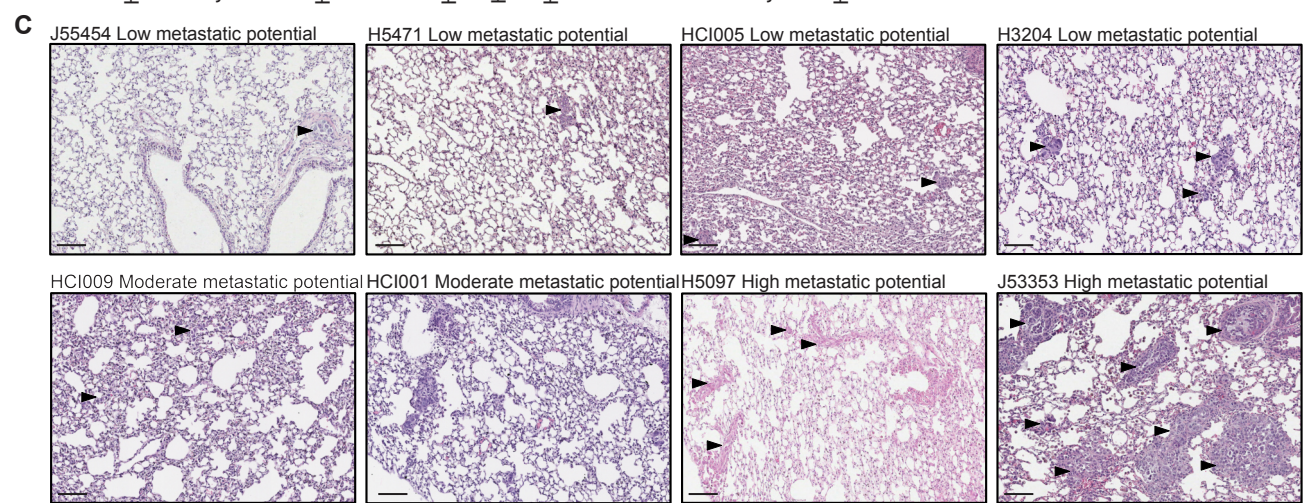 C
J55454 Low metastatic potential
H5471 Low metastatic potential
HCI005 Low metastatic potential
H3204 Low metastatic potential
HCI009 Moderate metastatic potential
HCI001 Moderate metastatic potential
H5097 High metastatic potential
J53353 High metastatic potential